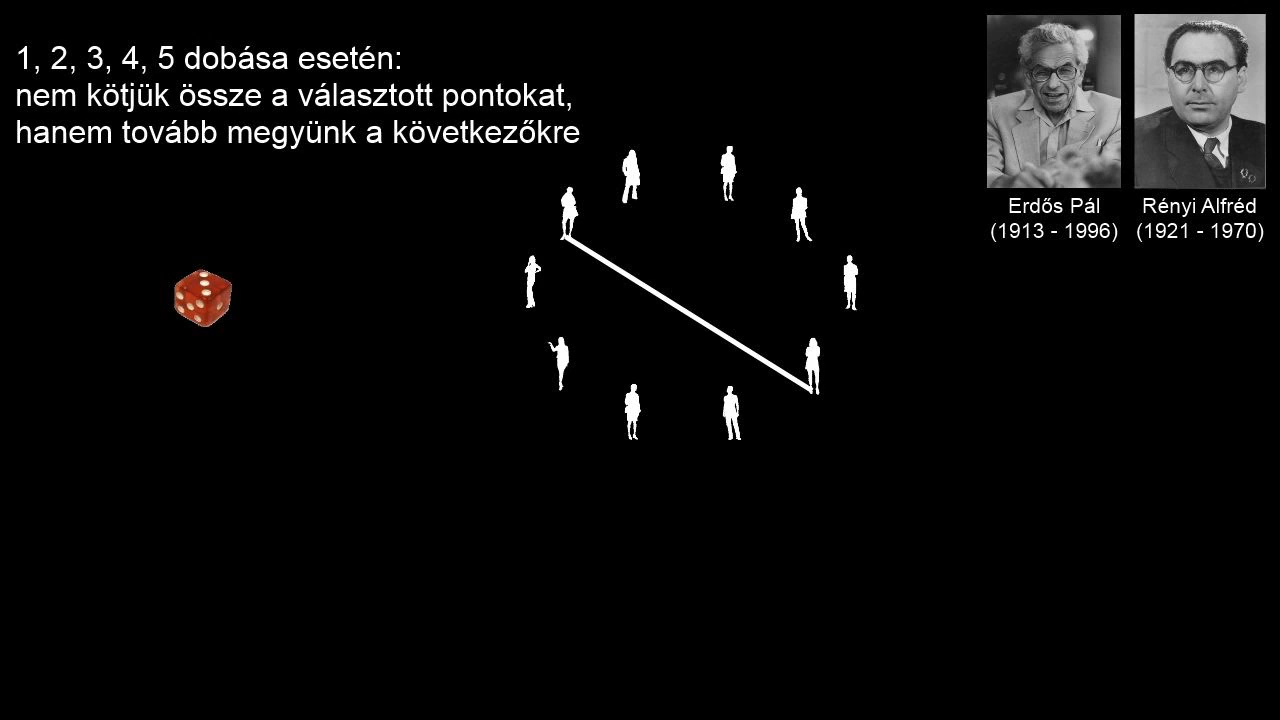 1, 2, 3, 4, 5 dobása esetén:
nem kötjük össze a választott pontokat,
hanem tovább megyünk a következőkre
Erdős Pál
(1913 - 1996)
Rényi Alfréd
(1921 - 1970)